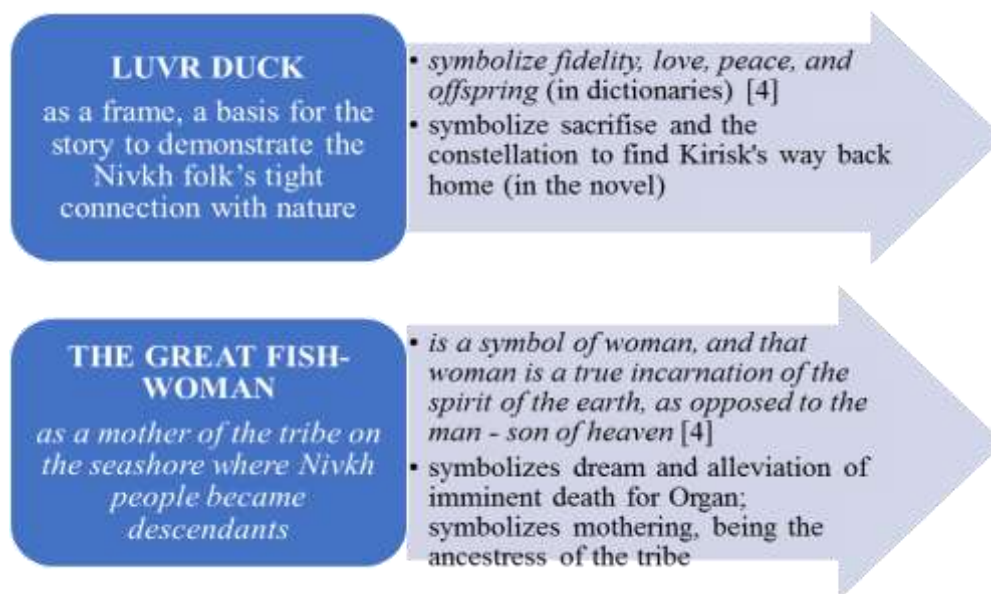 LUVR DUCK
as a frame, a basis for the
story to demonstrate the
Nivkh folk’s tight
connection with nature
• symbolize fidelity, love, peace, and
offspring (in dictionaries) [4]
• symbolize sacrifise and the
constellation to find Kirisk's way back
home (in the novel)
THE GREAT FISH-
WOMAN
as a mother of the tribe on
the seashore where Nivkh
people became
descendants
• is a symbol of woman, and that
woman is a true incarnation of the
spirit of the earth, as opposed to the
man - son of heaven [4]
• symbolizes dream and alleviation of
imminent death for Organ;
symbolizes mothering, being the
ancestress of the tribe